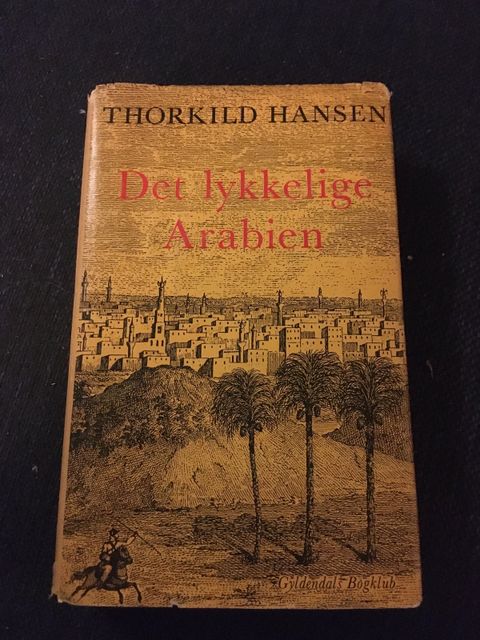 THORKILD HANSEN
Det lykkelige
Arabien
Gyldendals Bogklub